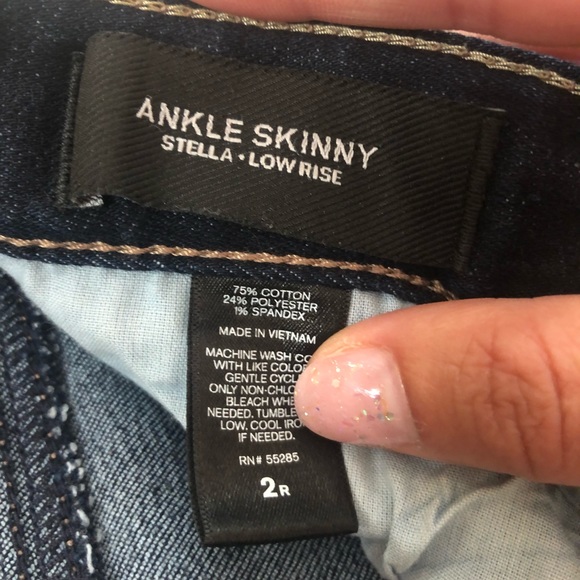 ANKLE SKINNY
STELLA • LOW RISE
75% COTTON
24% POLYESTER
1% SPANDEX
MADE IN VIETNAM
MACHINE WASH
WITH LIKE
GENTLE
ONLY
BLEACH
NEEDED. TUMBLE
LOW. COOL
IF NEEDED.
RN# 55285
2R